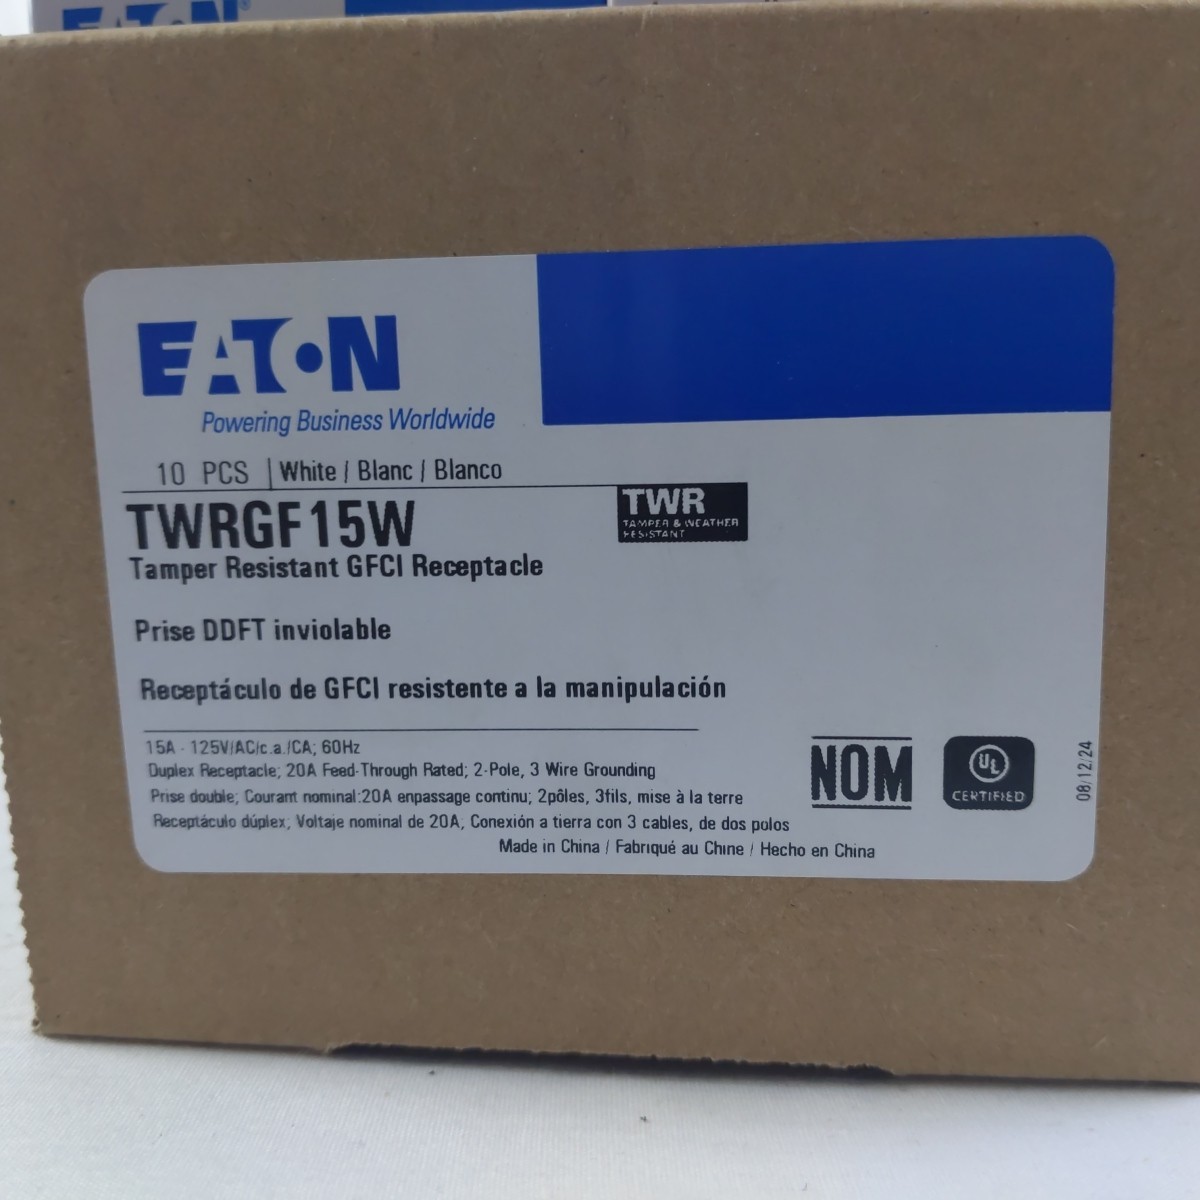 EATON
EATON
Powering Business Worldwide
10 PCS | White / Blanc / Blanco
TWRGF15W
TWR
TAMPER & WEATHER
RESISTANT
Tamper Resistant GFCI Receptacle
Prise DDFT inviolable
Receptáculo de GFCI resistente a la manipulación
15A - 125V/AC/c.a./CA; 60Hz
Duplex Receptacle; 20A Feed-Through Rated; 2-Pole, 3 Wire Grounding
Prise double; Courant nominal:20A enpassage continu; 2pôles, 3fils, mise à la terre
Receptáculo dúplex; Voltaje nominal de 20A; Conexión a tierra con 3 cables, de dos polos
Made in China / Fabriqué au Chine / Hecho en China
NOM
UL
CERTIFIED
08/12/24